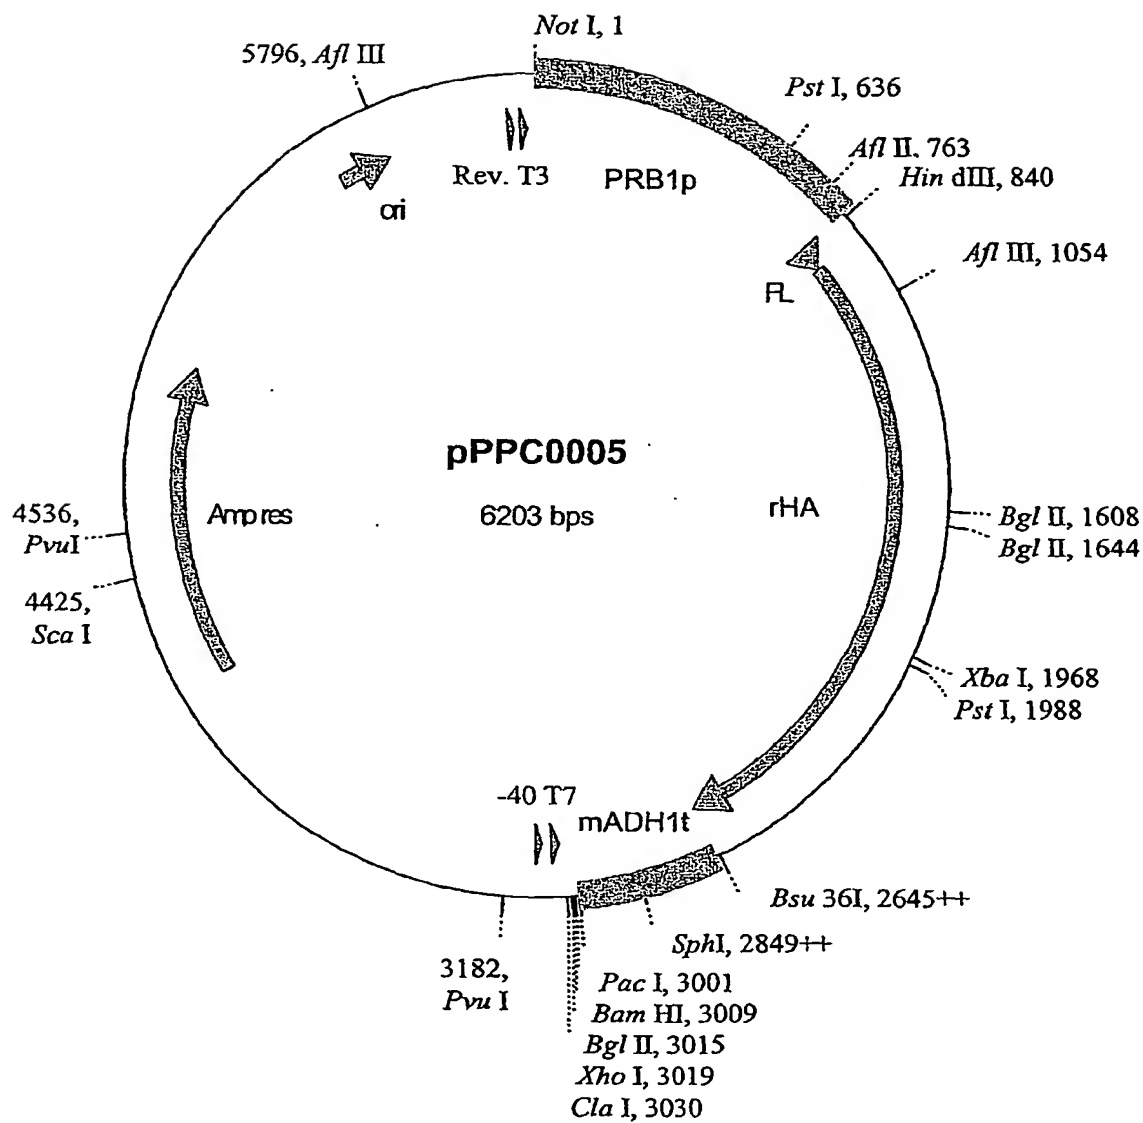 Not I, 1
5796, Afl III
Pst I, 636
Afl II, 763
Hin dIII, 840
Rev. T3
PRB1p
ori
Afl III, 1054
FL
pPPC0005
6203 bps
rHA
Amp res
4536,
PvuI
4425,
Sca I
Bgl II, 1608
Bgl II, 1644
Xba I, 1968
Pst I, 1988
-40 T7
mADH1t
Bsu 36I, 2645++
SphI, 2849++
3182,
Pvu I
Pac I, 3001
Bam HI, 3009
Bgl II, 3015
Xho I, 3019
Cla I, 3030